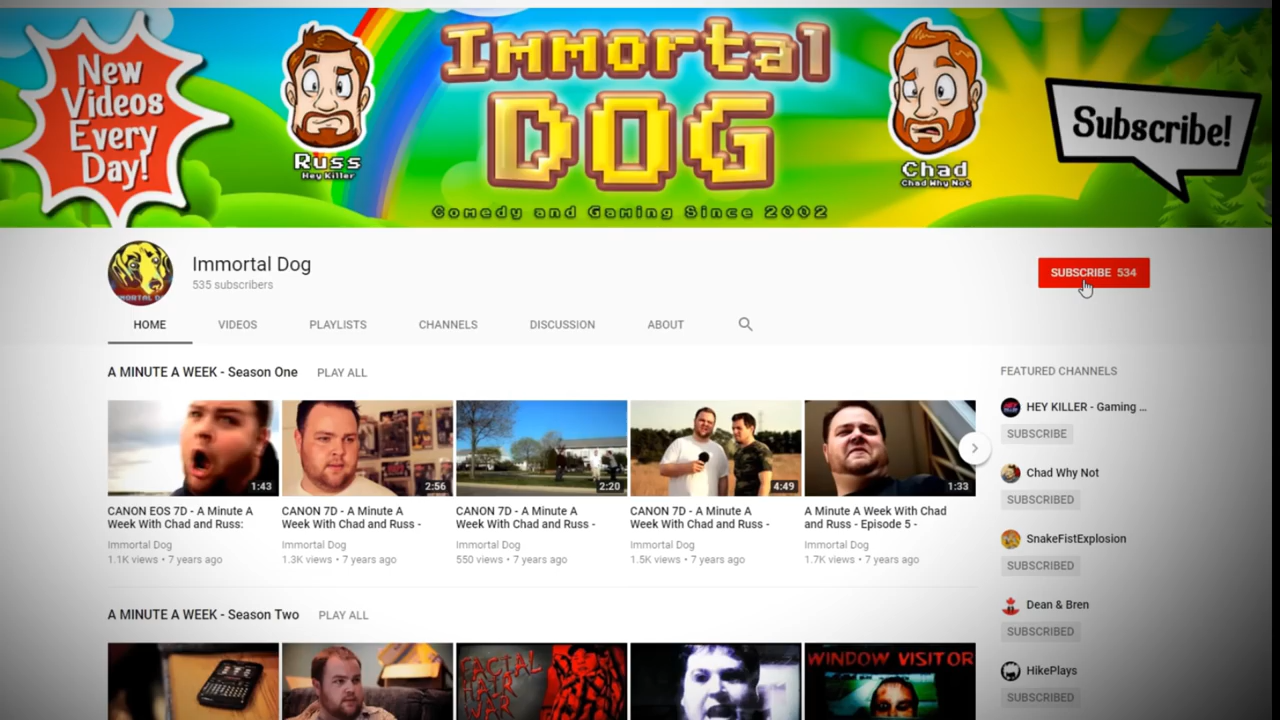 New
Videos
Every
Day!
Russ
Hey Killer
Immortal
DOG
Comedy and Gaming Since 2002
Chad
Chad Why Not
Subscribe!
Immortal Dog
535 subscribers
SUBSCRIBE 534
HOME VIDEOS PLAYLISTS CHANNELS DISCUSSION ABOUT
A MINUTE A WEEK - Season One PLAY ALL
1:43 2:56 2:20 4:49 1:33
CANON EOS 7D - A Minute A
Week With Chad and Russ:
Immortal Dog
1.1K views • 7 years ago
CANON 7D - A Minute A
Week With Chad and Russ -
Immortal Dog
1.3K views • 7 years ago
CANON 7D - A Minute A
Week With Chad and Russ -
Immortal Dog
550 views • 7 years ago
CANON 7D - A Minute A
Week With Chad and Russ -
Immortal Dog
1.5K views • 7 years ago
A Minute A Week With Chad
and Russ - Episode 5 -
Immortal Dog
1.7K views • 7 years ago
A MINUTE A WEEK - Season Two PLAY ALL
FACIAL
HAIR
WAR
WINDOW VISITOR
FEATURED CHANNELS
HEY KILLER - Gaming ...
SUBSCRIBE
Chad Why Not
SUBSCRIBED
SnakeFistExplosion
SUBSCRIBED
Dean & Bren
SUBSCRIBED
HikePlays
SUBSCRIBED